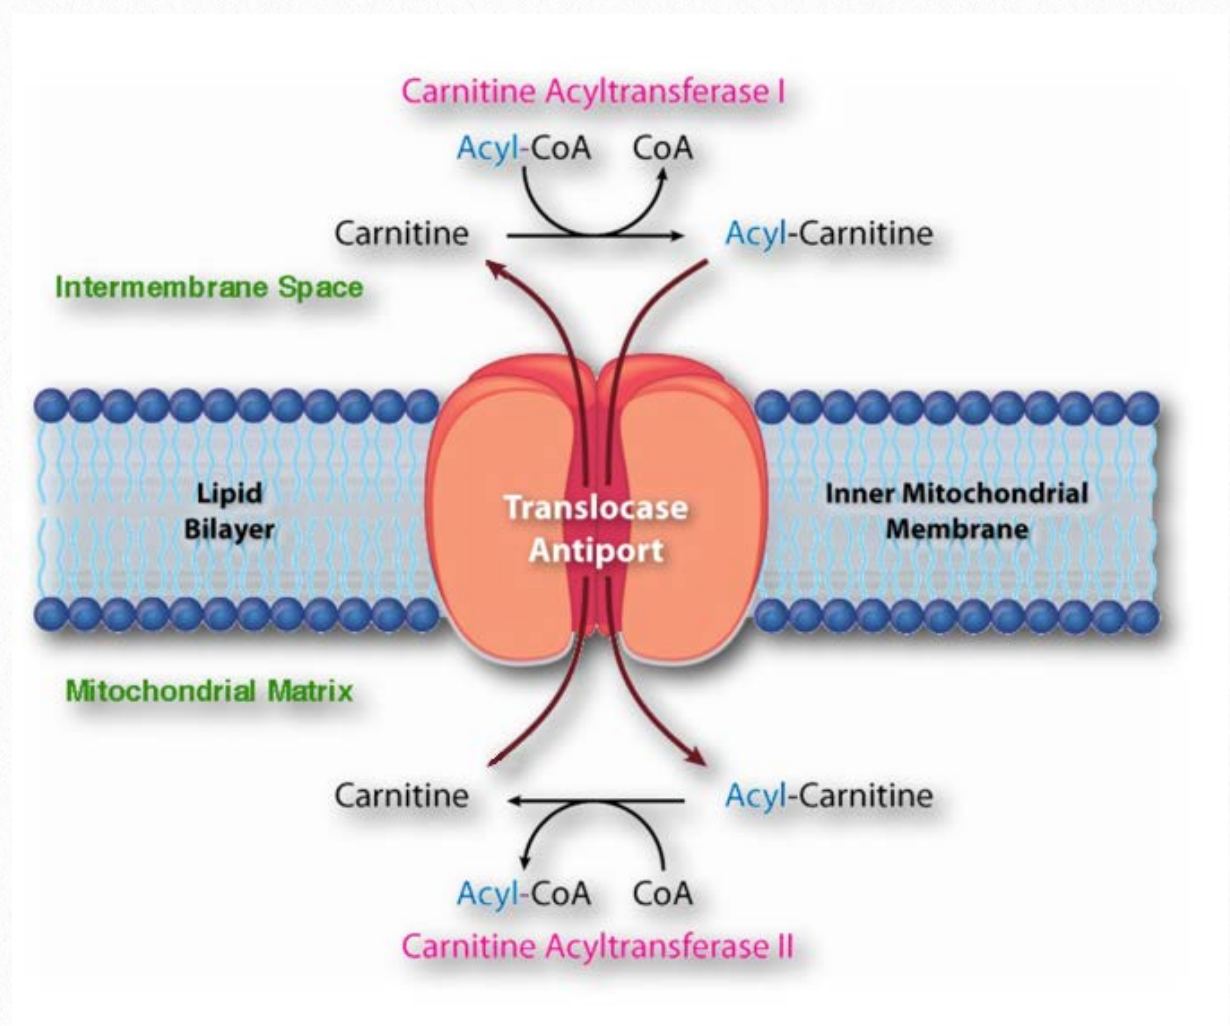 Carnitine Acyltransferase I
Acyl-CoA CoA
Carnitine Acyl-Carnitine
Intermembrane Space
Lipid
Bilayer
Translocase
Antiport
Inner Mitochondrial
Membrane
Mitochondrial Matrix
Carnitine Acyl-Carnitine
Acyl-CoA CoA
Carnitine Acyltransferase II